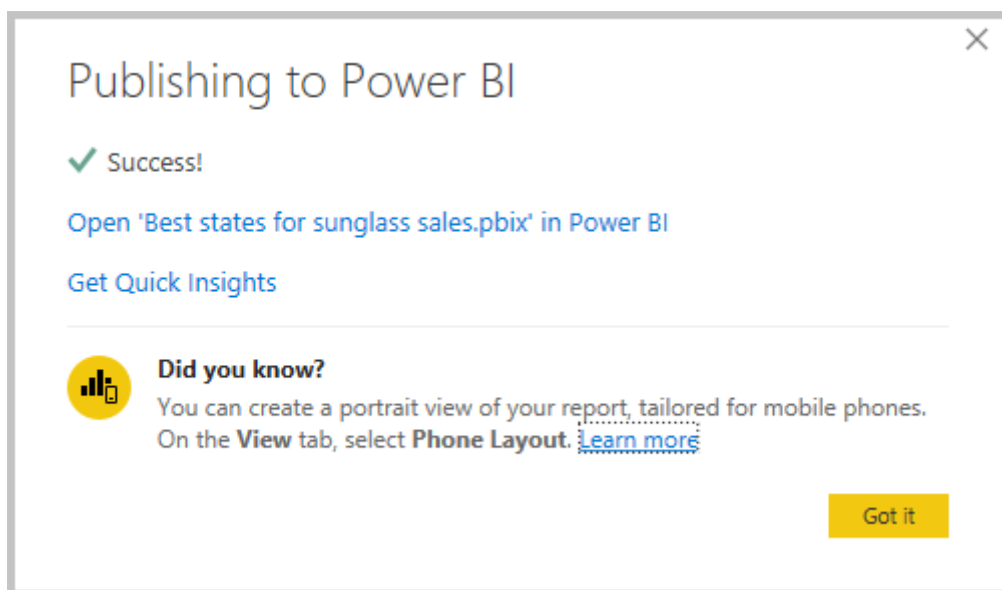 Publishing to Power BI
Success!
Open 'Best states for sunglass sales.pbix' in Power BI
Get Quick Insights
Did you know?
You can create a portrait view of your report, tailored for mobile phones.
On the View tab, select Phone Layout. Learn more
Got it